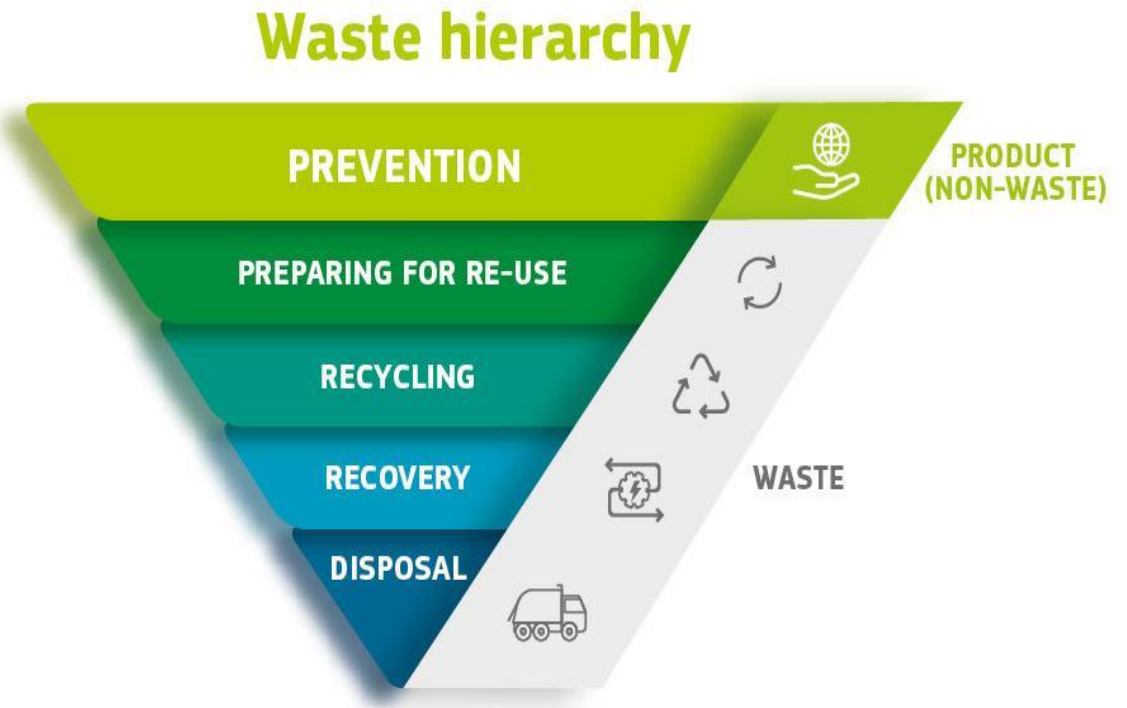 Waste hierarchy
PREVENTION
PRODUCT
(NON-WASTE)
PREPARING FOR RE-USE
RECYCLING
RECOVERY
WASTE
DISPOSAL